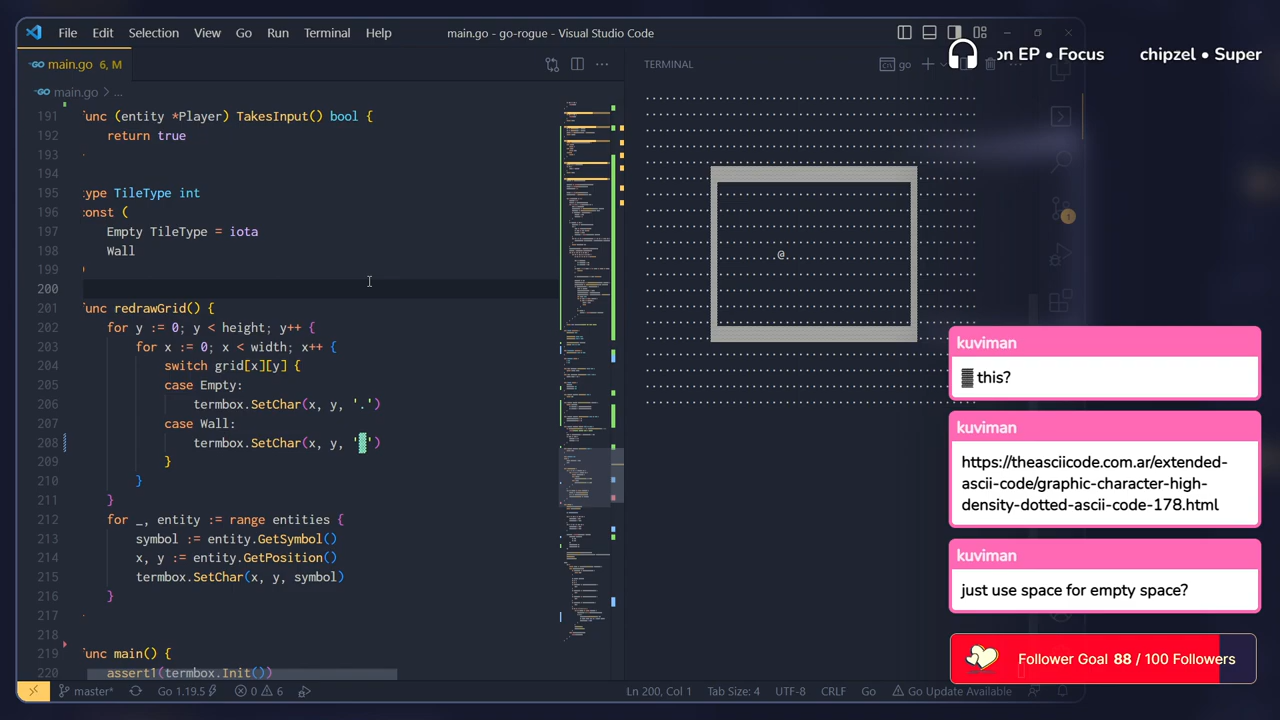 File Edit Selection View Go Run Terminal Help
main.go - go-rogue - Visual Studio Code
main.go 6, M
TERMINAL
go
on EP • Focus chipzel • Super
main.go > ...
191 func (entity *Player) TakesInput() bool {
192 return true
193
194
195 type TileType int
196 const (
197 Empty TileType = iota
198 Wall
199 )
200
201 func redrawGrid() {
202 for y := 0; y < height; y++ {
203 for x := 0; x < width; x++ {
204 switch grid[x][y] {
205 case Empty:
206 termbox.SetChar(x, y, '.')
207 case Wall:
208 termbox.SetChar(x, y, '▓')
209 }
210 }
211 }
212 for _, entity := range entities {
213 symbol := entity.GetSymbol()
214 x, y := entity.GetPosition()
215 termbox.SetChar(x, y, symbol)
216 }
217
218
219 func main() {
220 assert1(termbox.Init())
@
1
kuviman
▓ this?
kuviman
https://theasciicode.com.ar/extended-
ascii-code/graphic-character-high-
density-dotted-ascii-code-178.html
kuviman
just use space for empty space?
Follower Goal 88 / 100 Followers
master* Go 1.19.5 0 6
Ln 200, Col 1 Tab Size: 4 UTF-8 CRLF Go Go Update Available